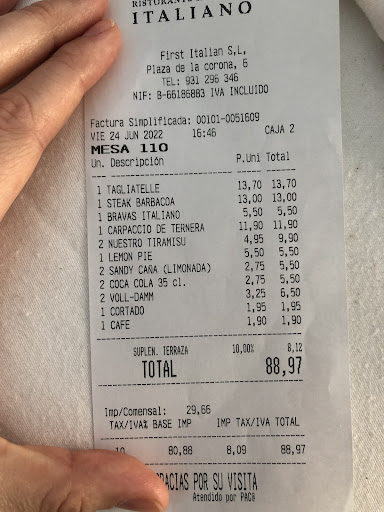 RISTORANTE
ITALIANO
First Italian S,L,
Plaza de la corona, 6
TEL: 931 296 346
NIF: B-66186883 IVA INCLUIDO
Factura Simplificada: 00101-0051609
VIE 24 JUN 2022 16:46 CAJA 2
MESA 110
Un. Descripción P.Uni Total
1 TAGLIATELLE 13,70 13,70
1 STEAK BARBACOA 13,00 13,00
1 BRAVAS ITALIANO 5,50 5,50
1 CARPACCIO DE TERNERA 11,90 11,90
2 NUESTRO TIRAMISU 4,95 9,90
1 LEMON PIE 5,50 5,50
2 SANDY CAÑA (LIMONADA) 2,75 5,50
2 COCA COLA 35 cl. 2,75 5,50
2 VOLL-DAMM 3,25 6,50
1 CORTADO 1,95 1,95
1 CAFE 1,90 1,90
SUPLEN. TERRAZA 10,00% 8,12
TOTAL 88,97
Imp/Comensal: 29,66
TAX/IVA% BASE IMP IMP TAX/IVA TOTAL
10 80,88 8,09 88,97
GRACIAS POR SU VISITA
Atendido por PAC@